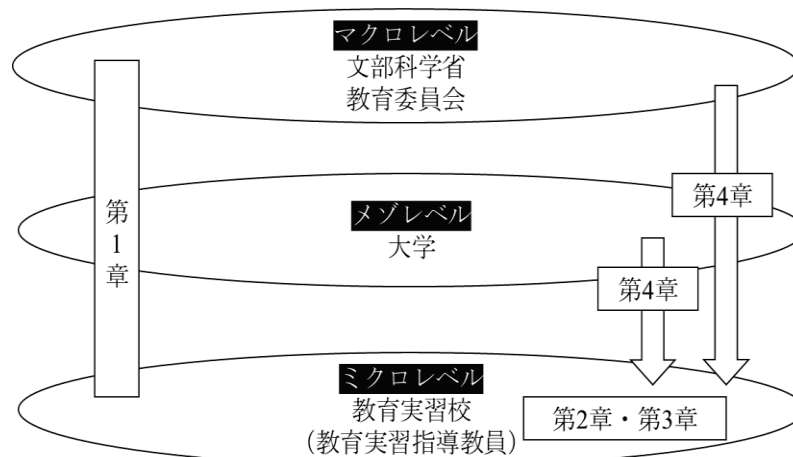 マクロレベル
文部科学省
教育委員会
第1章
メゾレベル
大学
第4章
第4章
ミクロレベル
教育実習校
(教育実習指導教員)
第2章・第3章